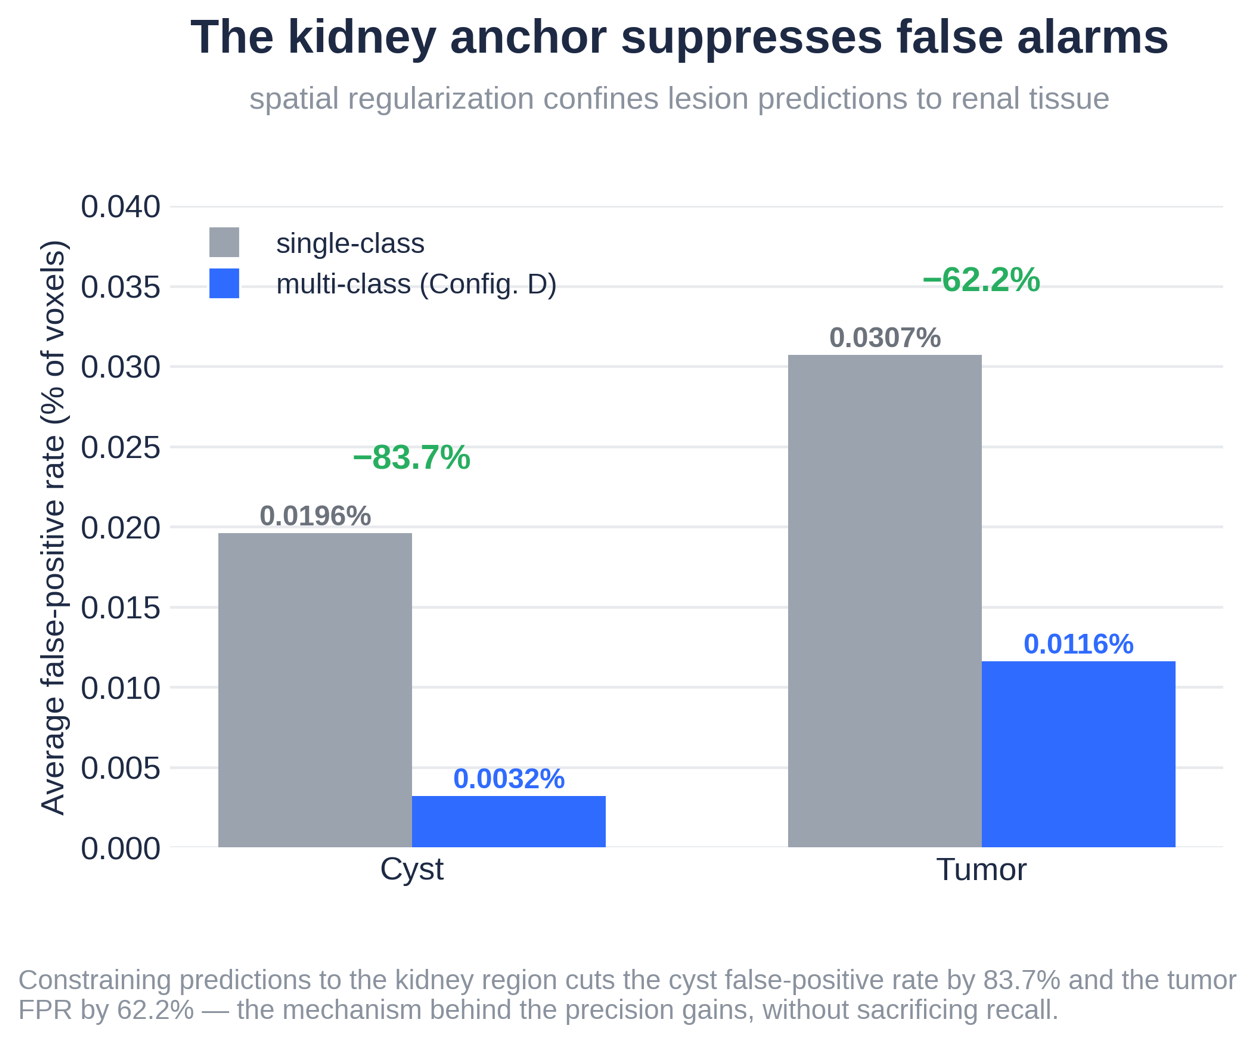 The kidney anchor suppresses false alarms
spatial regularization confines lesion predictions to renal tissue
Average false-positive rate (% of voxels)
0.040
0.035
0.030
0.025
0.020
0.015
0.010
0.005
0.000
single-class
multi-class (Config. D)
−83.7%
0.0196%
0.0032%
−62.2%
0.0307%
0.0116%
Cyst
Tumor
Constraining predictions to the kidney region cuts the cyst false-positive rate by 83.7% and the tumor
FPR by 62.2% — the mechanism behind the precision gains, without sacrificing recall.